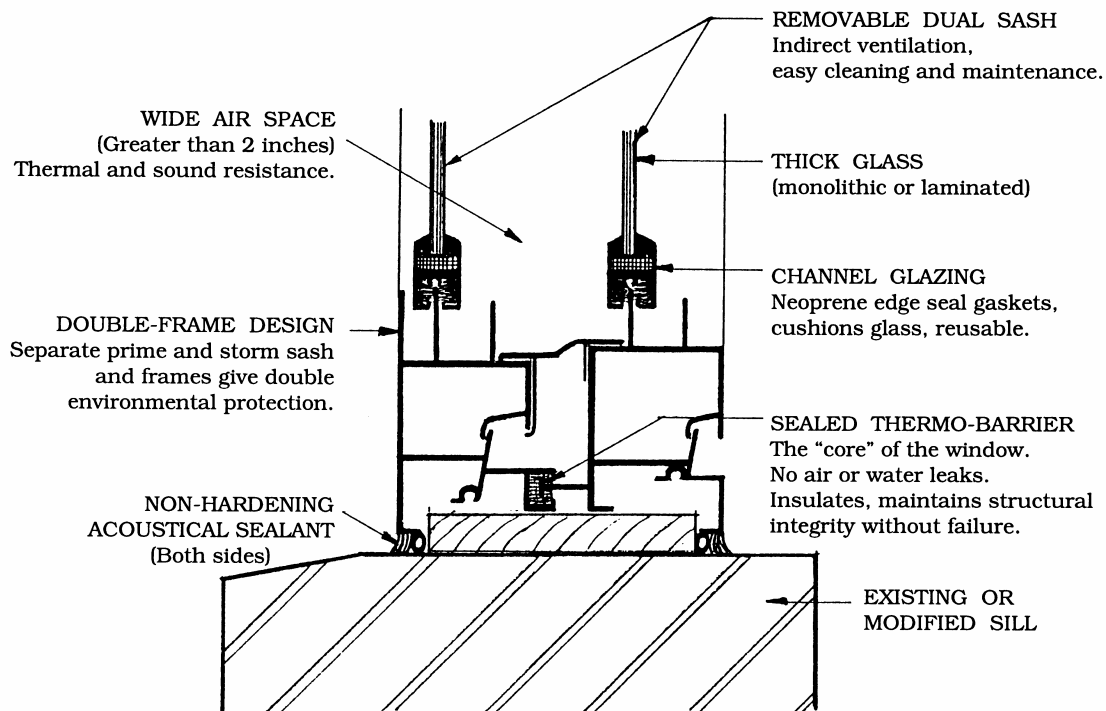 REMOVABLE DUAL SASH
Indirect ventilation,
easy cleaning and maintenance.
WIDE AIR SPACE
(Greater than 2 inches)
Thermal and sound resistance.
THICK GLASS
(monolithic or laminated)
CHANNEL GLAZING
Neoprene edge seal gaskets,
cushions glass, reusable.
DOUBLE-FRAME DESIGN
Separate prime and storm sash
and frames give double
environmental protection.
SEALED THERMO-BARRIER
The “core” of the window.
No air or water leaks.
Insulates, maintains structural
integrity without failure.
NON-HARDENING
ACOUSTICAL SEALANT
(Both sides)
EXISTING OR
MODIFIED SILL